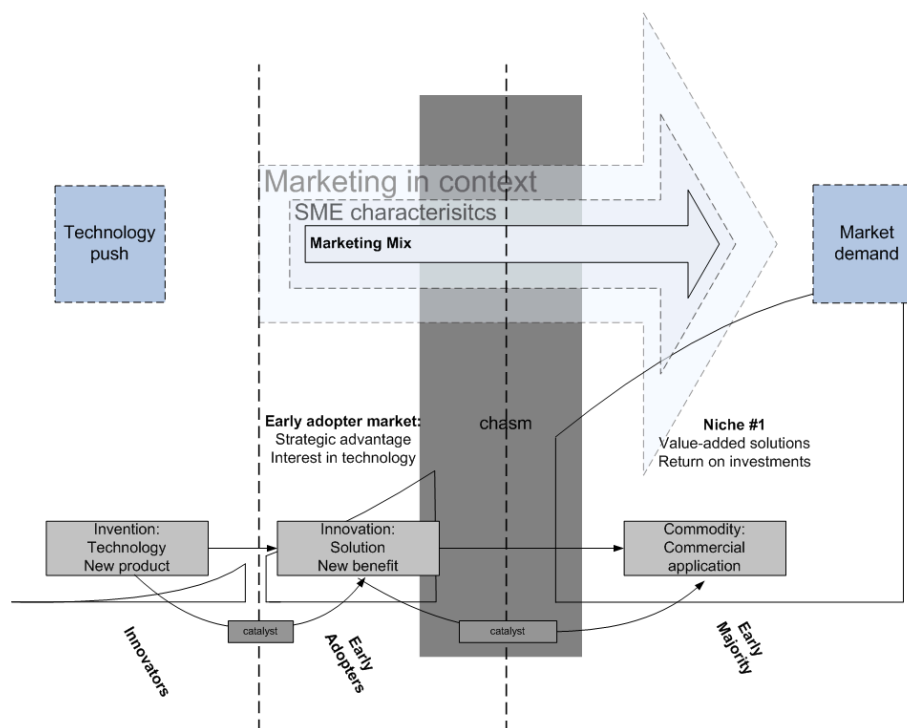 Marketing in context
SME characterisitcs
Marketing Mix
Technology
push
Market
demand
Early adopter market:
Strategic advantage
Interest in technology
chasm
Niche #1
Value-added solutions
Return on investments
Invention:
Technology
New product
Innovation:
Solution
New benefit
Commodity:
Commercial
application
catalyst
catalyst
Innovators
Early
Adopters
Early
Majority